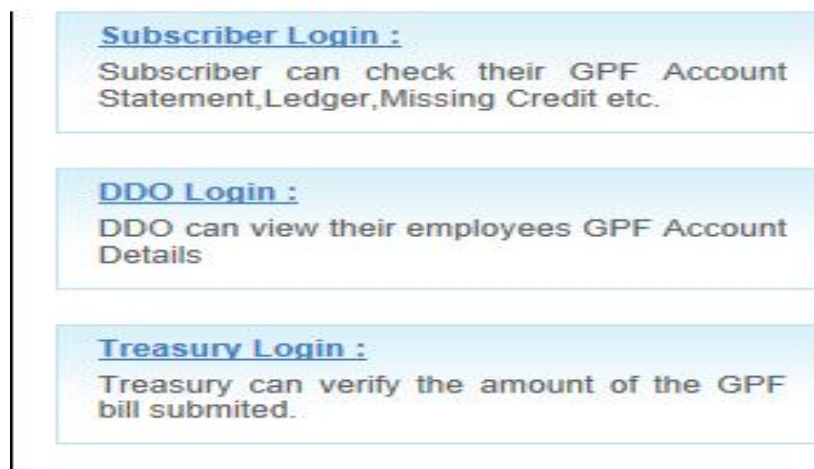 Subscriber Login :
Subscriber can check their GPF Account
Statement,Ledger,Missing Credit etc.
DDO Login :
DDO can view their employees GPF Account
Details
Treasury Login :
Treasury can verify the amount of the GPF
bill submited.